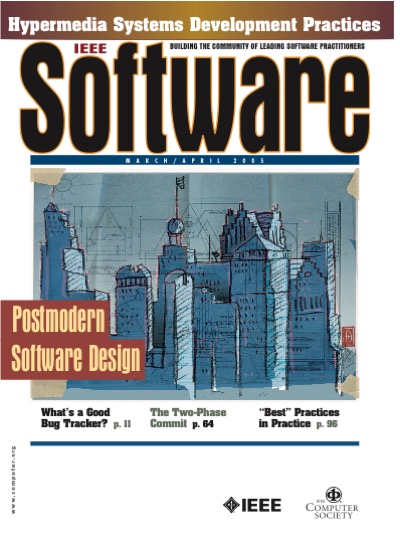 Hypermedia Systems Development Practices
IEEE
BUILDING THE COMMUNITY OF LEADING SOFTWARE PRACTITIONERS
Software
MARCH/APRIL 2005
Postmodern
Software Design
What's a Good
Bug Tracker? p. 11
The Two-Phase
Commit p. 64
“Best” Practices
in Practice p. 96
www.computer.org
IEEE
IEEE
COMPUTER
SOCIETY